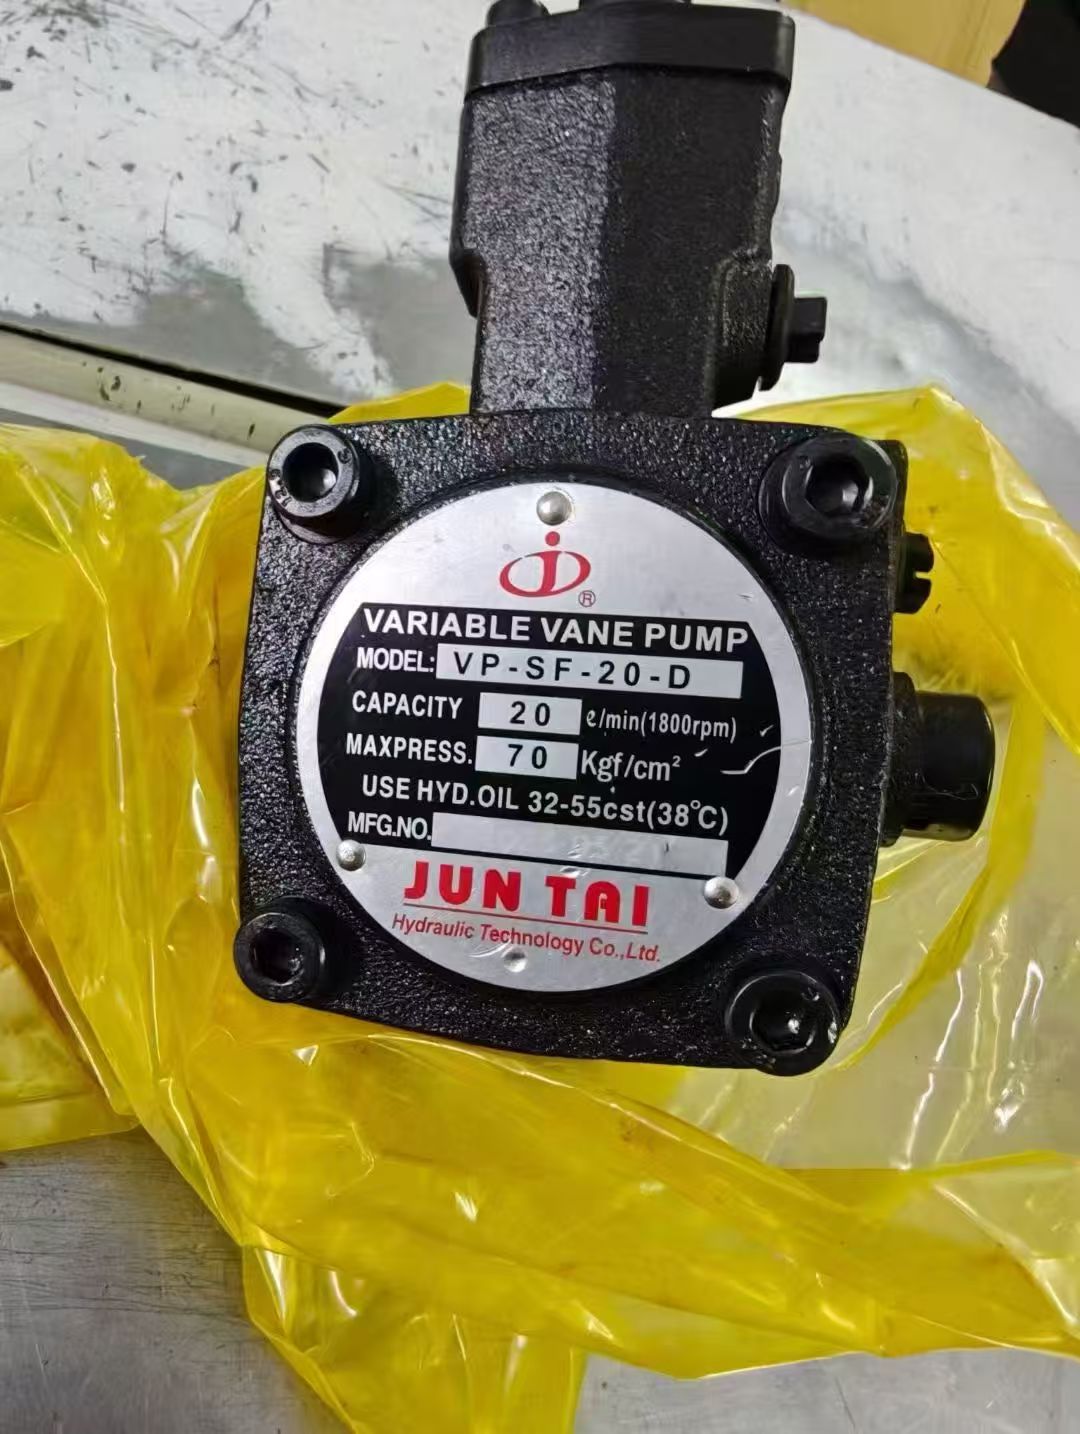 ®
VARIABLE VANE PUMP
MODEL: VP-SF-20-D
CAPACITY 20 ℓ/min(1800rpm)
MAXPRESS. 70 Kgf/cm²
USE HYD.OIL 32-55cst(38℃)
MFG.NO.
JUN TAI
Hydraulic Technology Co.,Ltd.